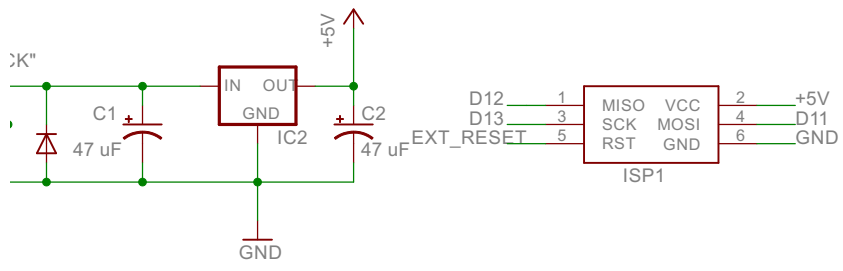 +5V
CK"
IN OUT
GND
C1
47 uF
IC2
C2
47 uF
GND
D12 1 MISO VCC 2 +5V
D13 3 SCK MOSI 4 D11
EXT_RESET 5 RST GND 6 GND
ISP1